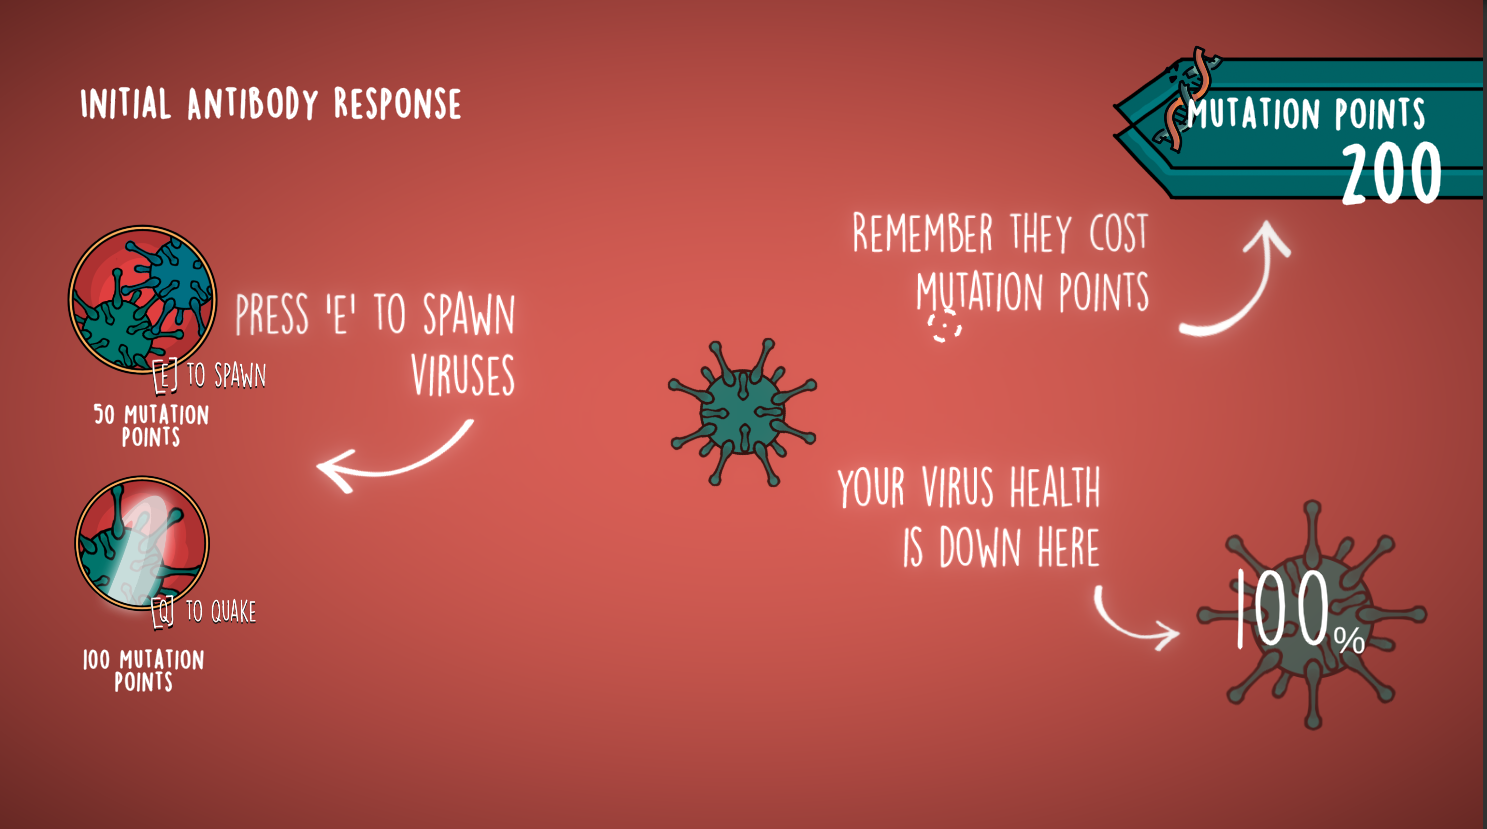 INITIAL ANTIBODY RESPONSE
MUTATION POINTS
200
REMEMBER THEY COST
MUTATION POINTS
PRESS 'E' TO SPAWN
VIRUSES
[E] TO SPAWN
50 MUTATION
POINTS
YOUR VIRUS HEALTH
IS DOWN HERE
100%
[Q] TO QUAKE
100 MUTATION
POINTS